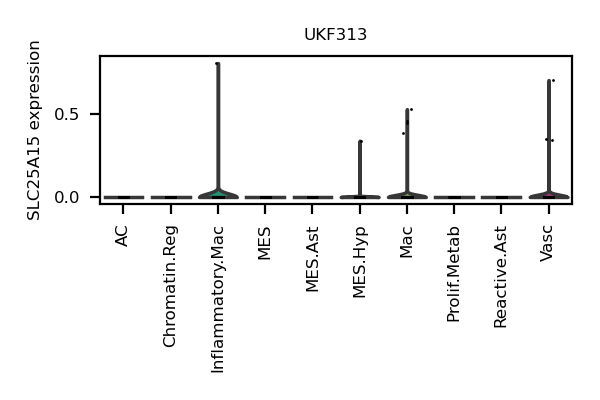 UKF313
SLC25A15 expression
0.5
0.0
AC
Chromatin.Reg
Inflammatory.Mac
MES
MES.Ast
MES.Hyp
Mac
Prolif.Metab
Reactive.Ast
Vasc